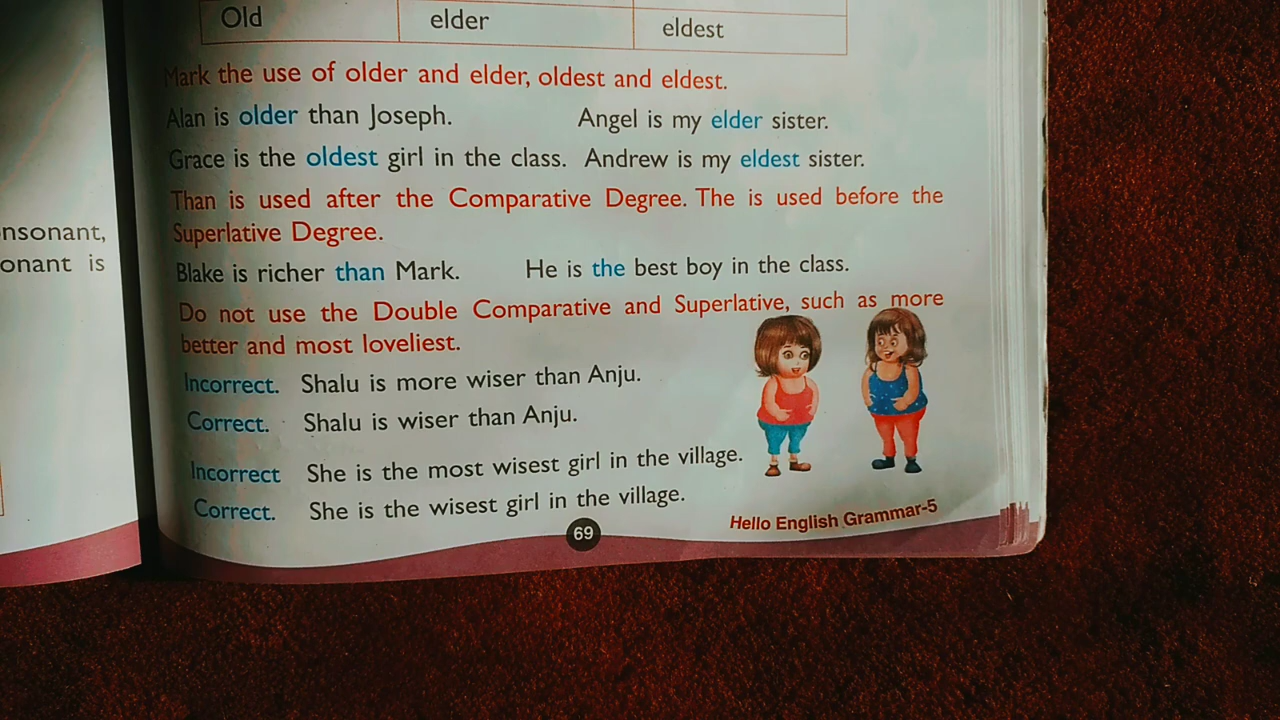 Old elder eldest
Mark the use of older and elder, oldest and eldest.
Alan is older than Joseph. Angel is my elder sister.
Grace is the oldest girl in the class. Andrew is my eldest sister.
Than is used after the Comparative Degree. The is used before the
Superlative Degree.
nsonant,
onant is
Blake is richer than Mark. He is the best boy in the class.
Do not use the Double Comparative and Superlative, such as more
better and most loveliest.
Incorrect. Shalu is more wiser than Anju.
Correct. Shalu is wiser than Anju.
Incorrect She is the most wisest girl in the village.
Correct. She is the wisest girl in the village.
69
Hello English Grammar-5